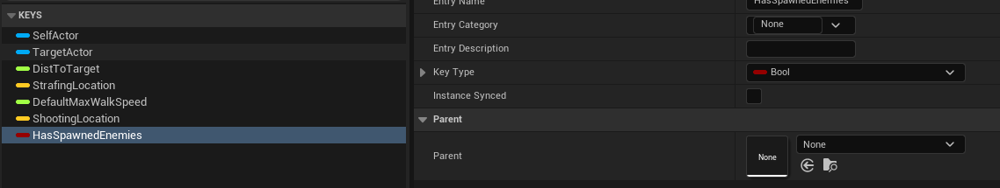 KEYS
SelfActor
TargetActor
DistToTarget
StrafingLocation
DefaultMaxWalkSpeed
ShootingLocation
HasSpawnedEnemies
Entry Name HasSpawnedEnemies
Entry Category None
Entry Description
Key Type Bool
Instance Synced
Parent
Parent None None